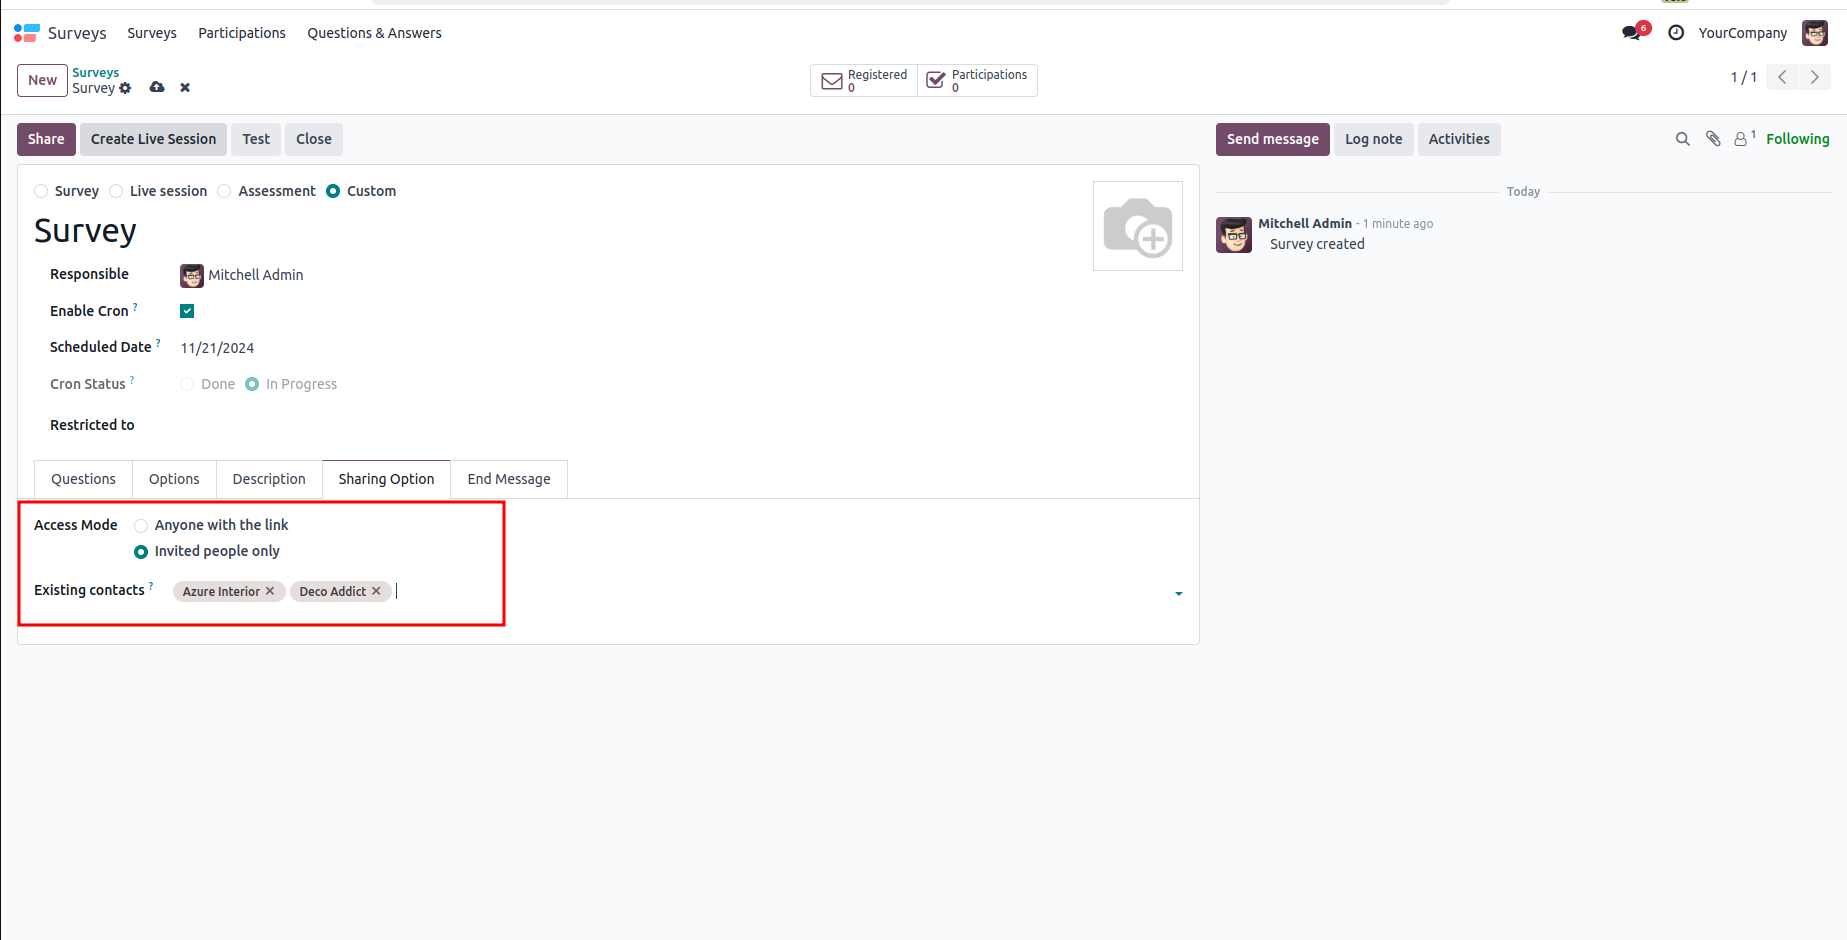 Surveys Surveys Participations Questions & Answers 6 YourCompany
New Surveys Registered 0 Participations 0 1 / 1
Survey
Share Create Live Session Test Close Send message Log note Activities 1 Following
Survey Live session Assessment Custom Today
Survey
Mitchell Admin - 1 minute ago
Survey created
Responsible Mitchell Admin
Enable Cron ?
Scheduled Date ? 11/21/2024
Cron Status ? Done In Progress
Restricted to
Questions Options Description Sharing Option End Message
Access Mode Anyone with the link
Invited people only
Existing contacts ? Azure Interior × Deco Addict ×